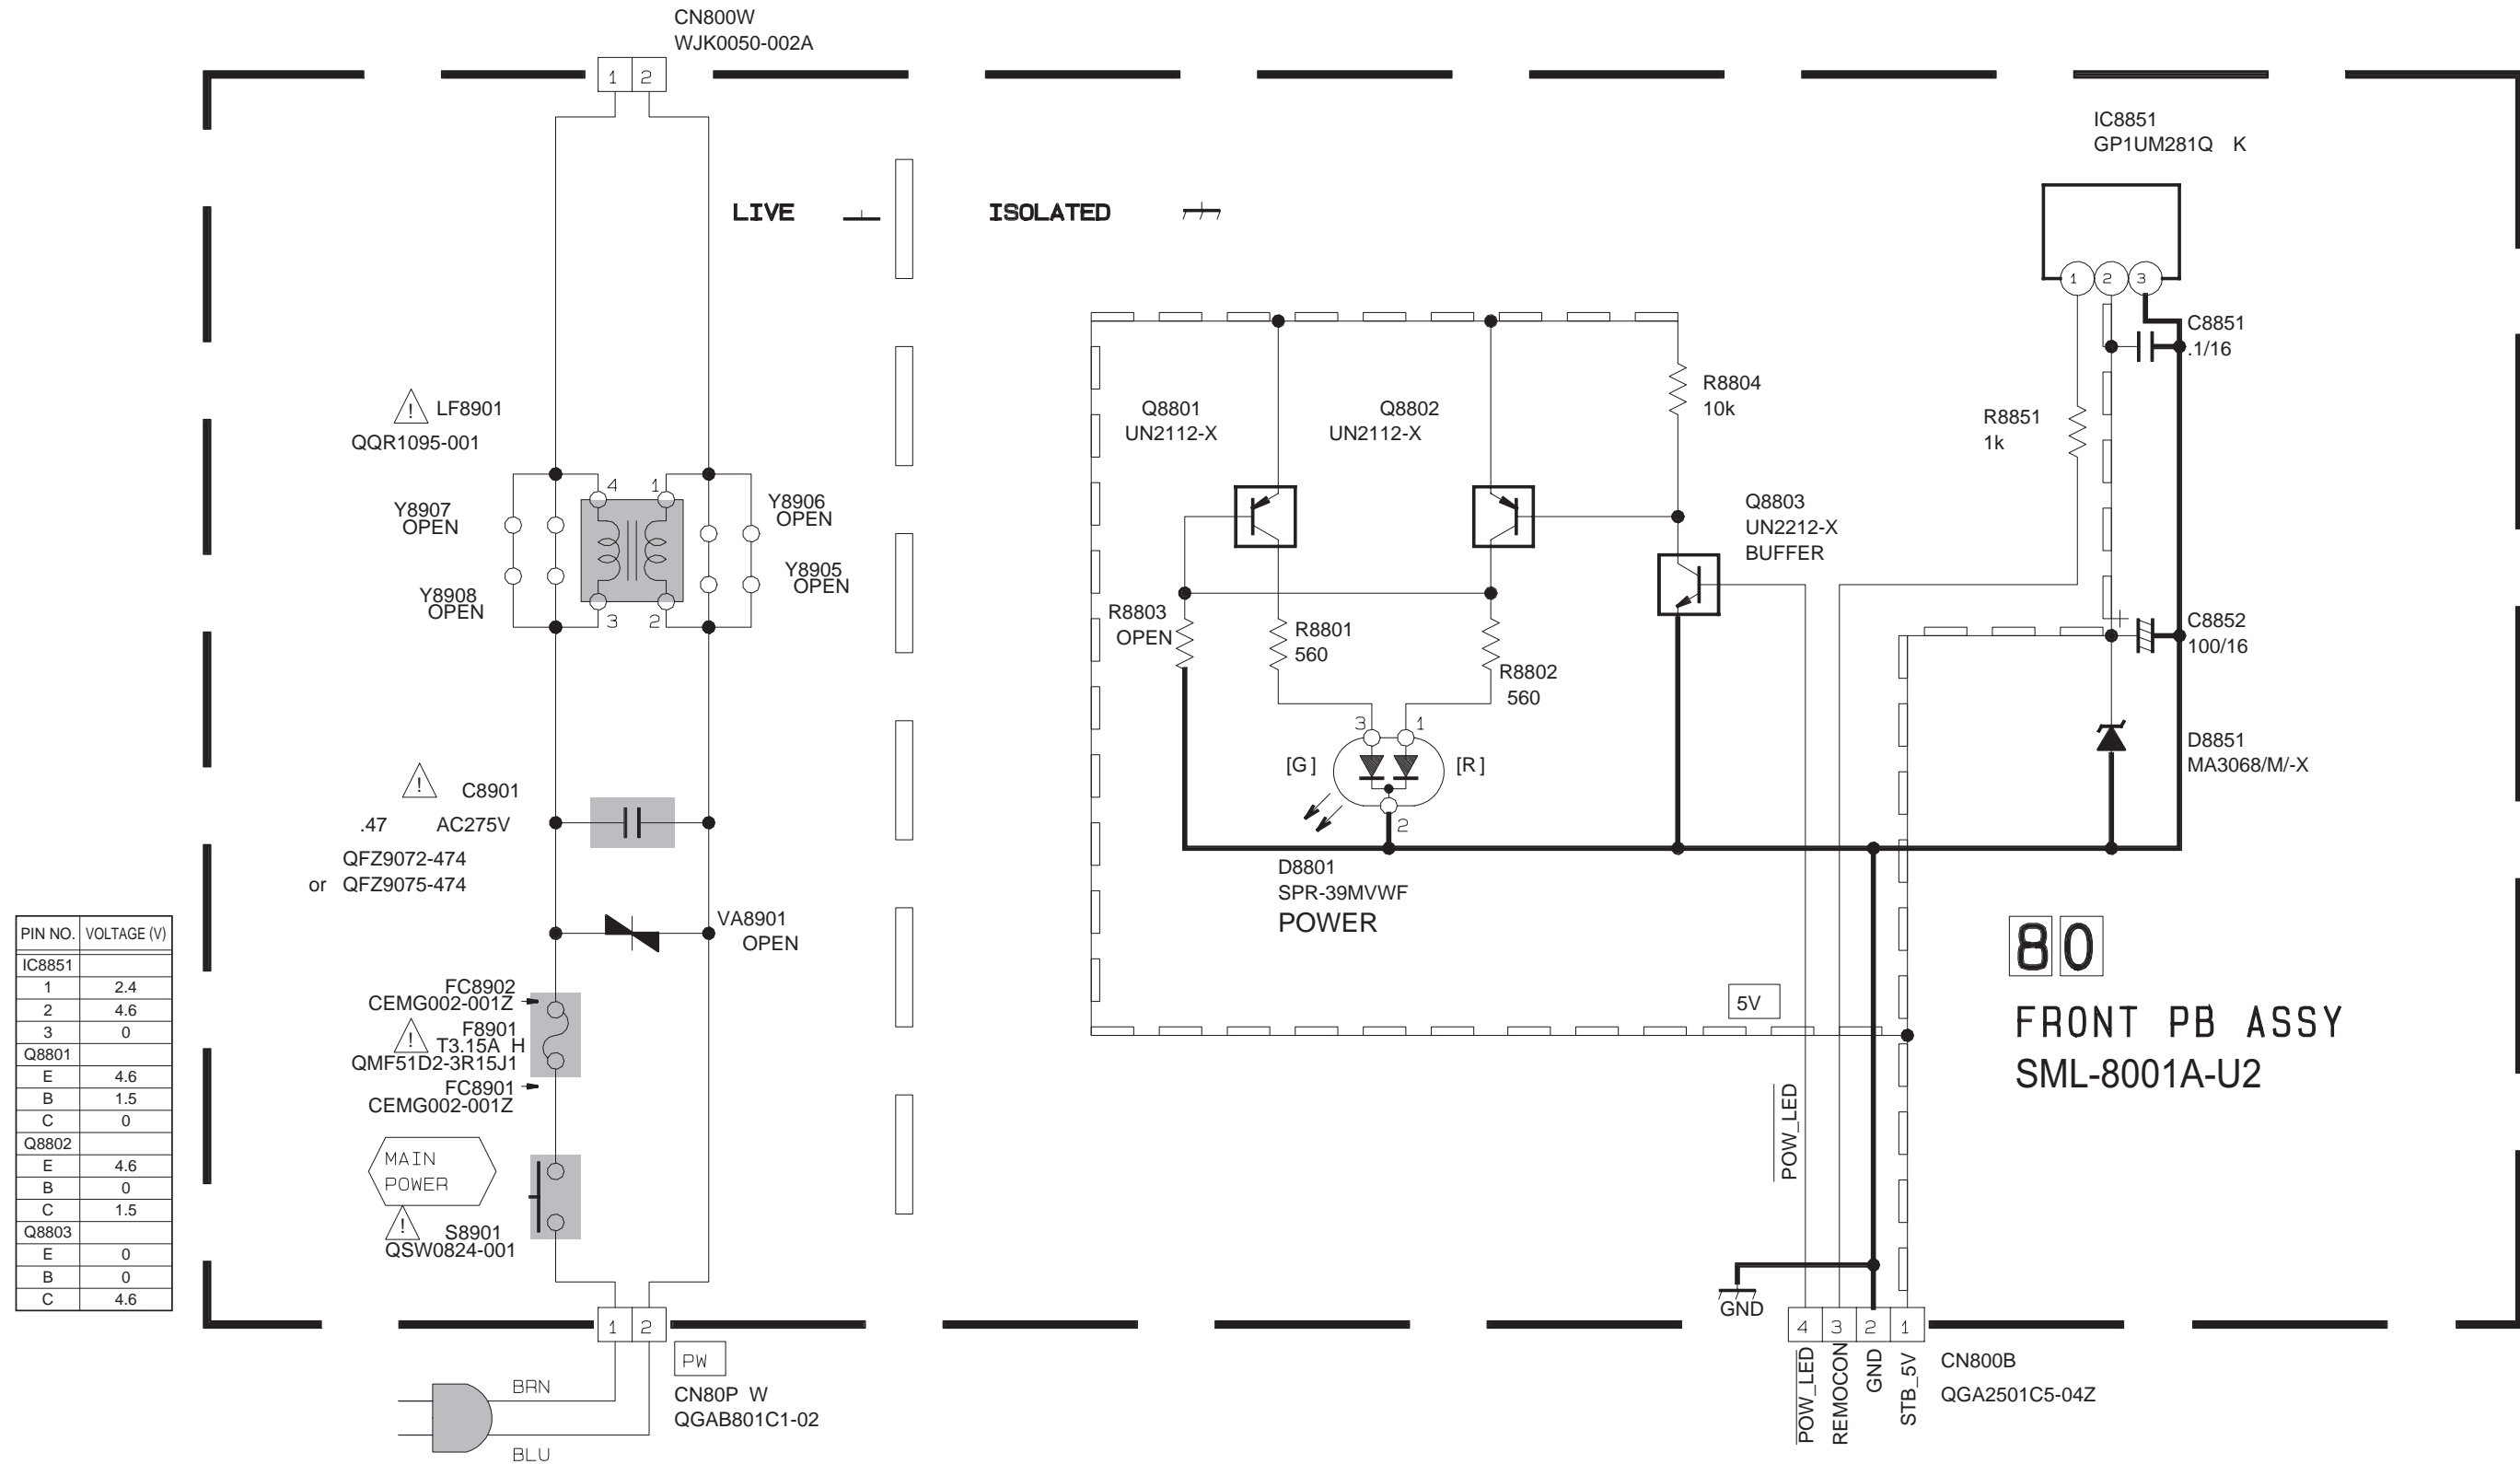 CN800W
WJK0050-002A
1 2
IC8851
GP1UM281Q K
LIVE
ISOLATED
1 2 3
C8851
.1/16
R8804
10k
Q8801
UN2112-X
Q8802
UN2112-X
R8851
1k
! LF8901
QQR1095-001
4 1
Y8907
OPEN
Y8906
OPEN
Q8803
UN2212-X
BUFFER
Y8908
OPEN
Y8905
OPEN
3 2
R8803
OPEN
R8801
560
R8802
560
C8852
100/16
+
3 1
[G]
[R]
2
D8851
MA3068/M/-X
! C8901
.47 AC275V
QFZ9072-474
or QFZ9075-474
D8801
SPR-39MVWF
POWER
VA8901
OPEN
80
FRONT PB ASSY
SML-8001A-U2
5V
FC8902
CEMG002-001Z
F8901
! T3.15A H
QMF51D2-3R15J1
FC8901
CEMG002-001Z
POW_LED
MAIN
POWER
! S8901
QSW0824-001
PIN NO. VOLTAGE (V)
IC8851
1 2.4
2 4.6
3 0
Q8801
E 4.6
B 1.5
C 0
Q8802
E 4.6
B 0
C 1.5
Q8803
E 0
B 0
C 4.6
GND
1 2
4 3 2 1
PW
CN80P W
QGAB801C1-02
BRN
BLU
POW_LED
REMOCON
GND
STB_5V
CN800B
QGA2501C5-04Z